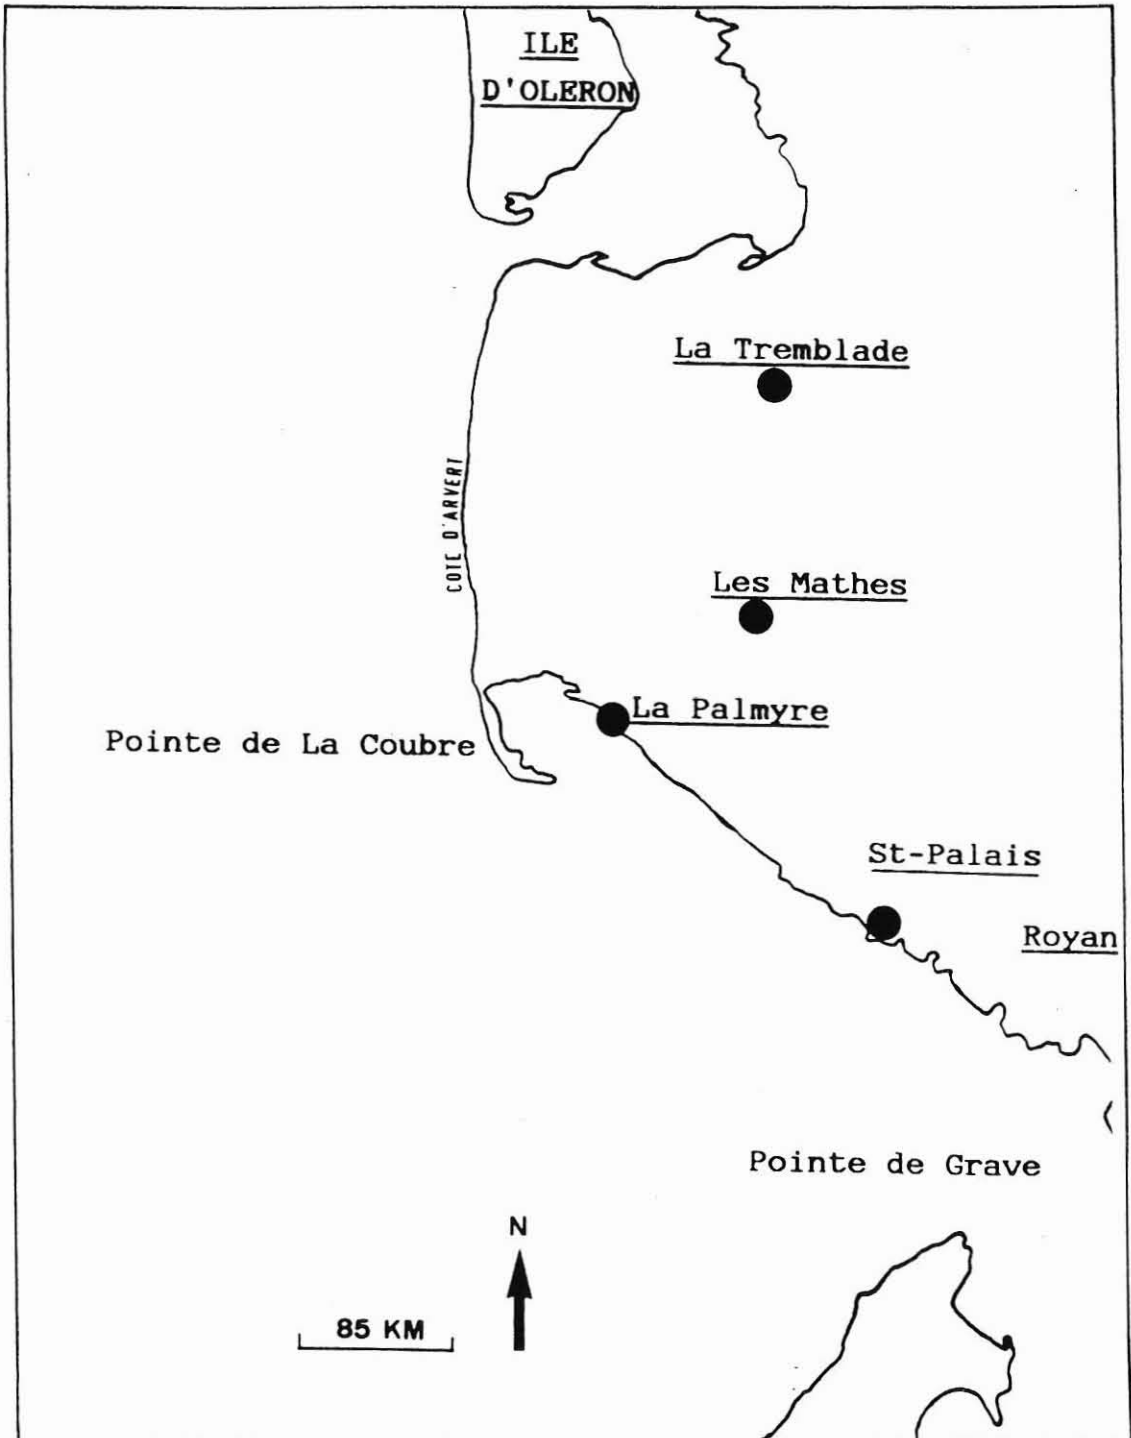 ILE
D'OLERON
La Tremblade
COTE D'ARVERT
Les Mathes
La Palmyre
Pointe de La Coubre
St-Palais
Royan
Pointe de Grave
N
85 KM